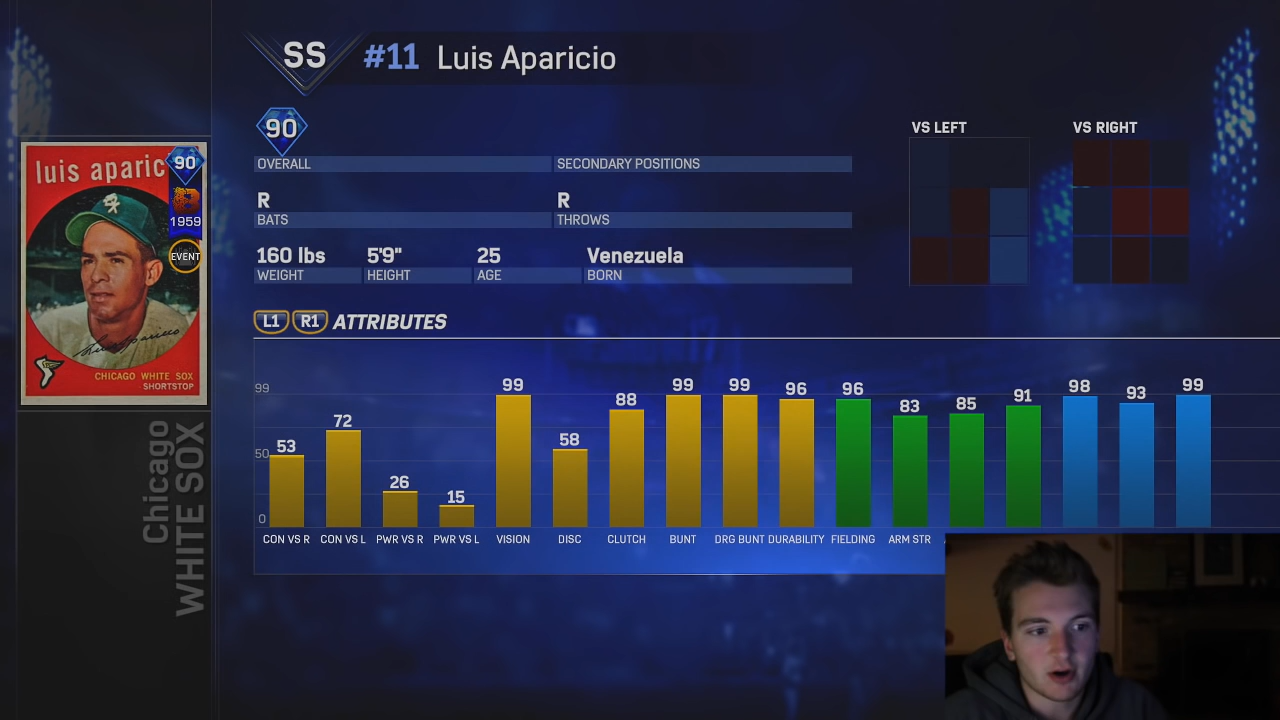 SS #11 Luis Aparicio
90
OVERALL
SECONDARY POSITIONS
R
BATS
R
THROWS
160 lbs
WEIGHT
5'9"
HEIGHT
25
AGE
Venezuela
BORN
VS LEFT
VS RIGHT
luis aparic
90
1959
EVENT
CHICAGO WHITE SOX
SHORTSTOP
Chicago
WHITE SOX
L1 R1 ATTRIBUTES
99
50
0
53 72 26 15 99 58 88 99 99 96 96 83 85 91 98 93 99
CON VS R CON VS L PWR VS R PWR VS L VISION DISC CLUTCH BUNT DRG BUNT DURABILITY FIELDING ARM STR